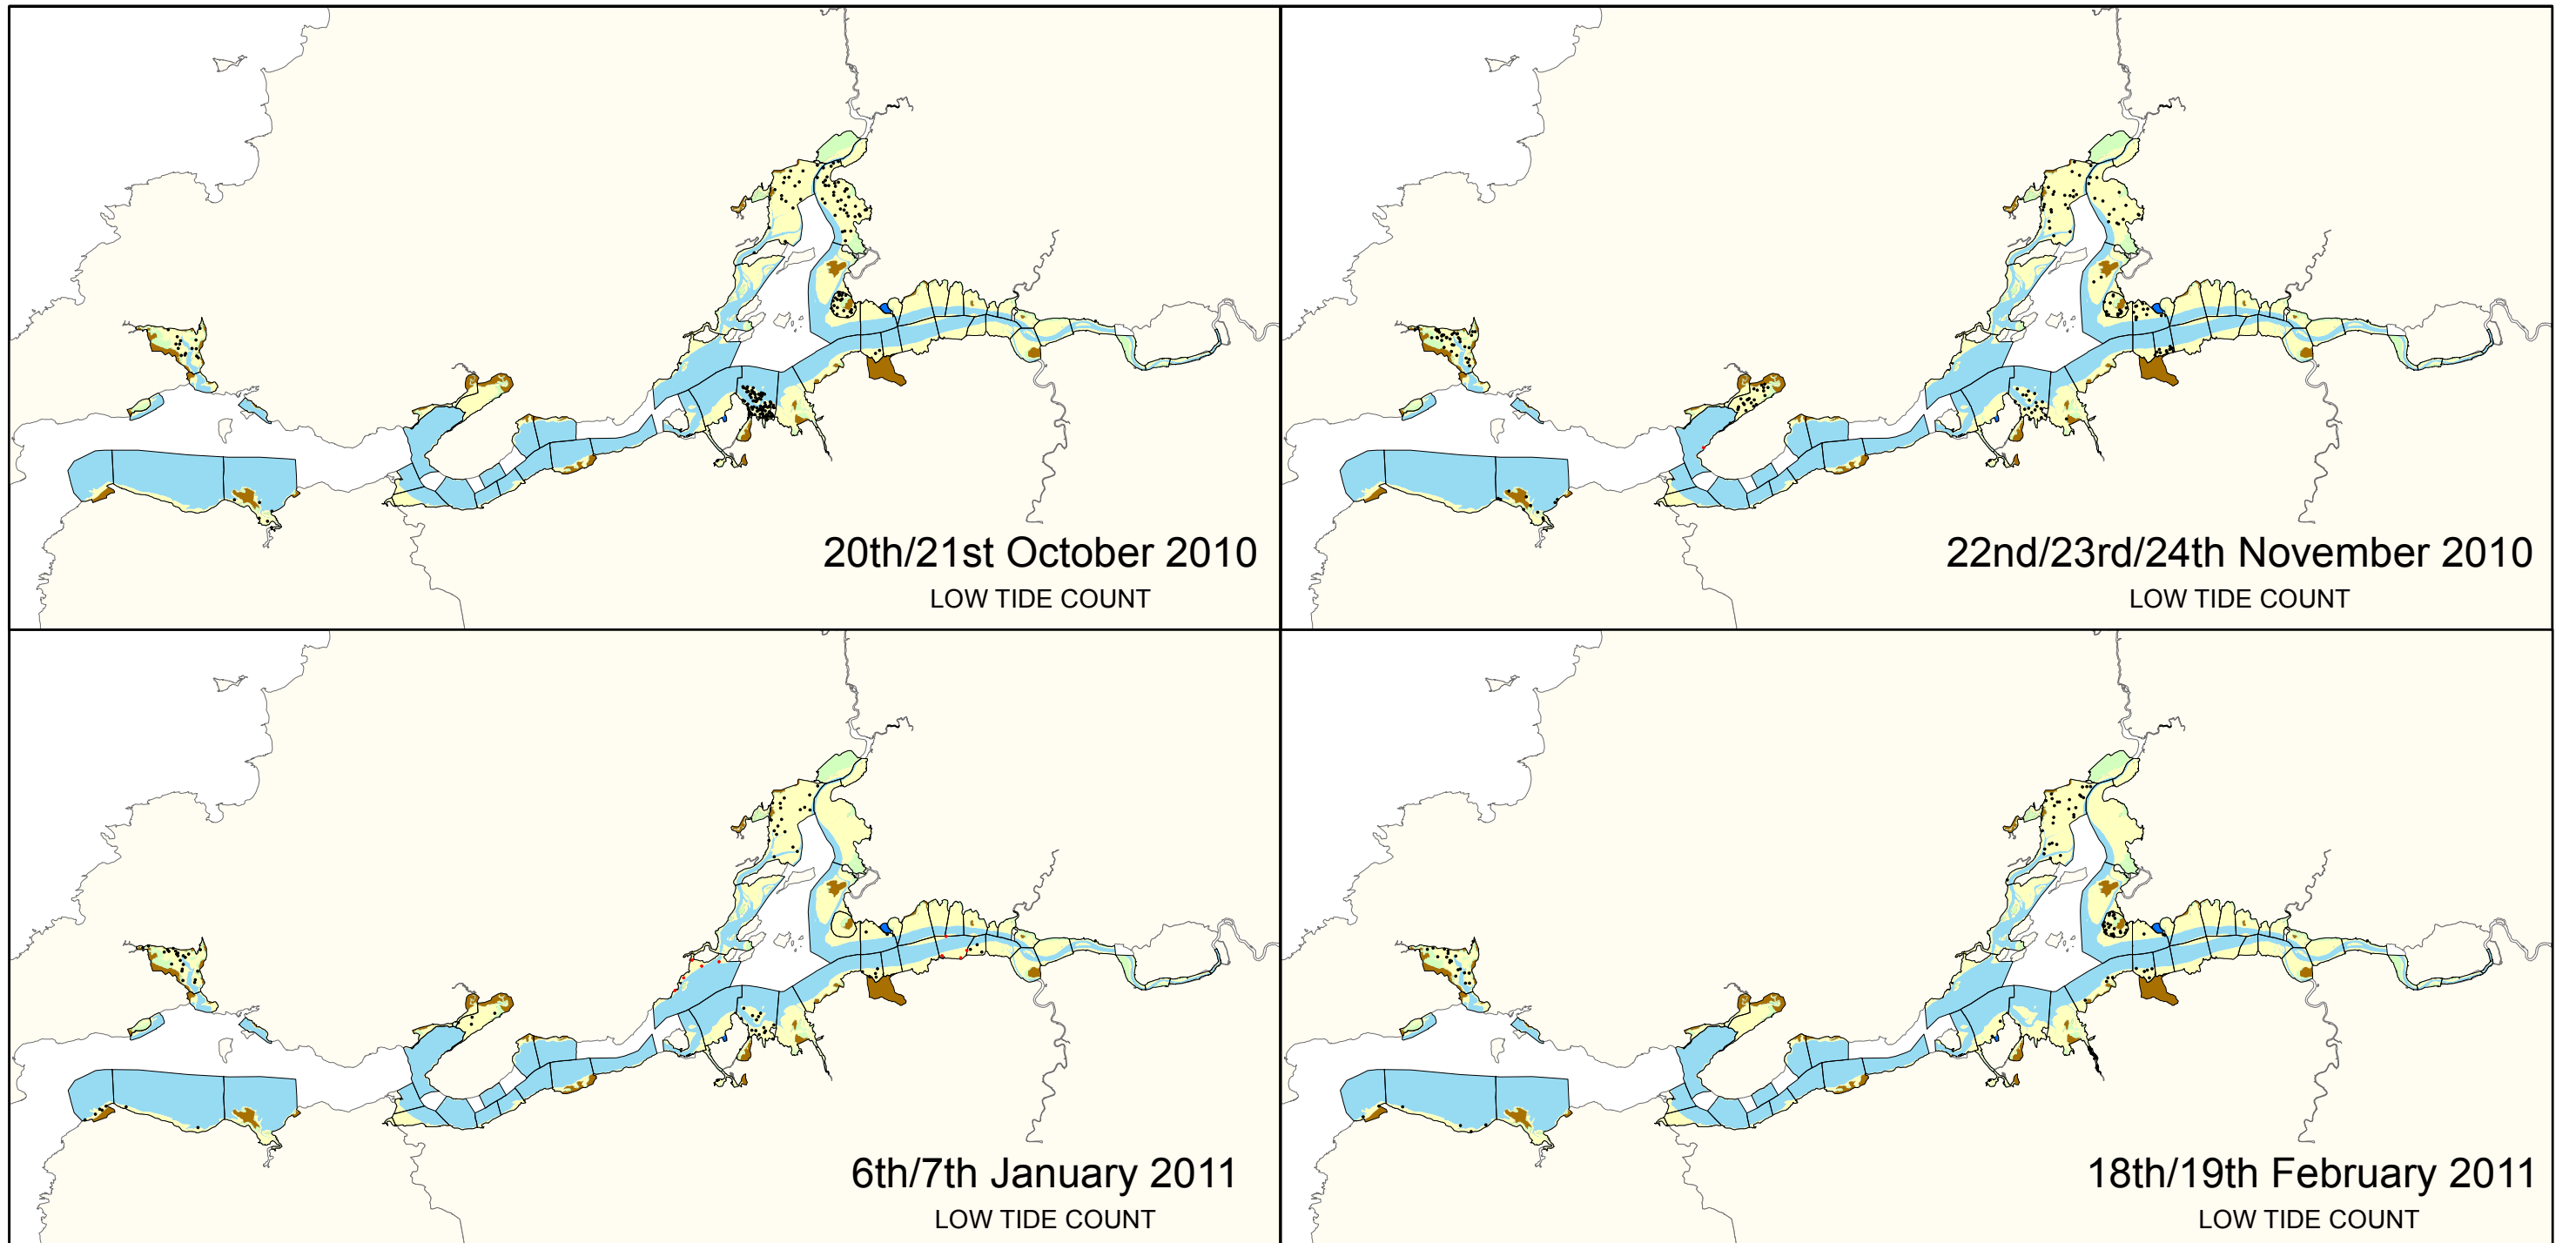 20th/21st October 2010
LOW TIDE COUNT
22nd/23rd/24th November 2010
LOW TIDE COUNT
6th/7th January 2011
LOW TIDE COUNT
18th/19th February 2011
LOW TIDE COUNT